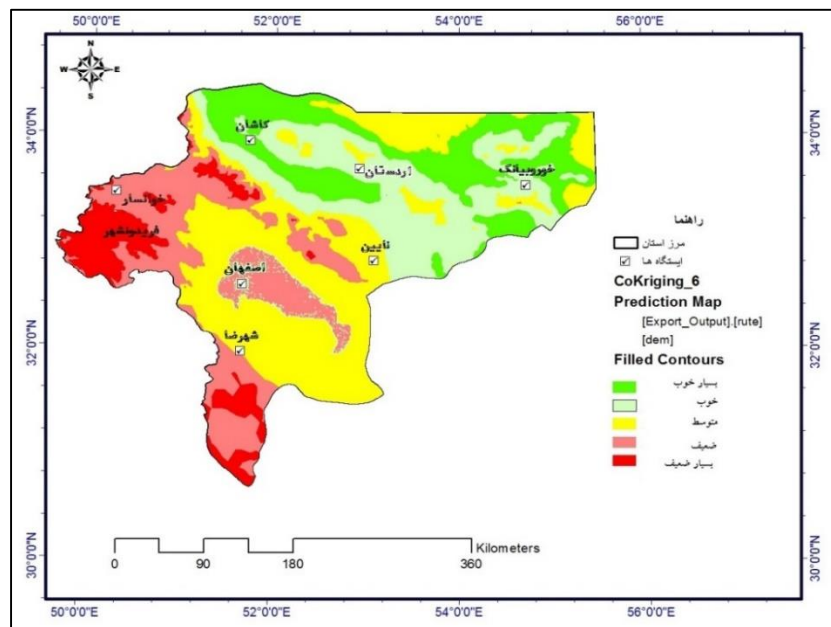 50°0'0"E 52°0'0"E 54°0'0"E 56°0'0"E
N
W E
S
34°0'0"N
34°0'0"N
کاشان
اردستان
خوروبیانک
خوانسار
فریدونشهر
نایین
اصفهان
شهرضا
راهنما
مرز استان
ایستگاه ها
CoKriging_6
Prediction Map
[Export_Output].[rute]
[dem]
Filled Contours
بسیار خوب
خوب
متوسط
ضعیف
بسیار ضعیف
32°0'0"N
32°0'0"N
Kilometers
0 90 180 360
30°0'0"N
30°0'0"N
50°0'0"E 52°0'0"E 54°0'0"E 56°0'0"E